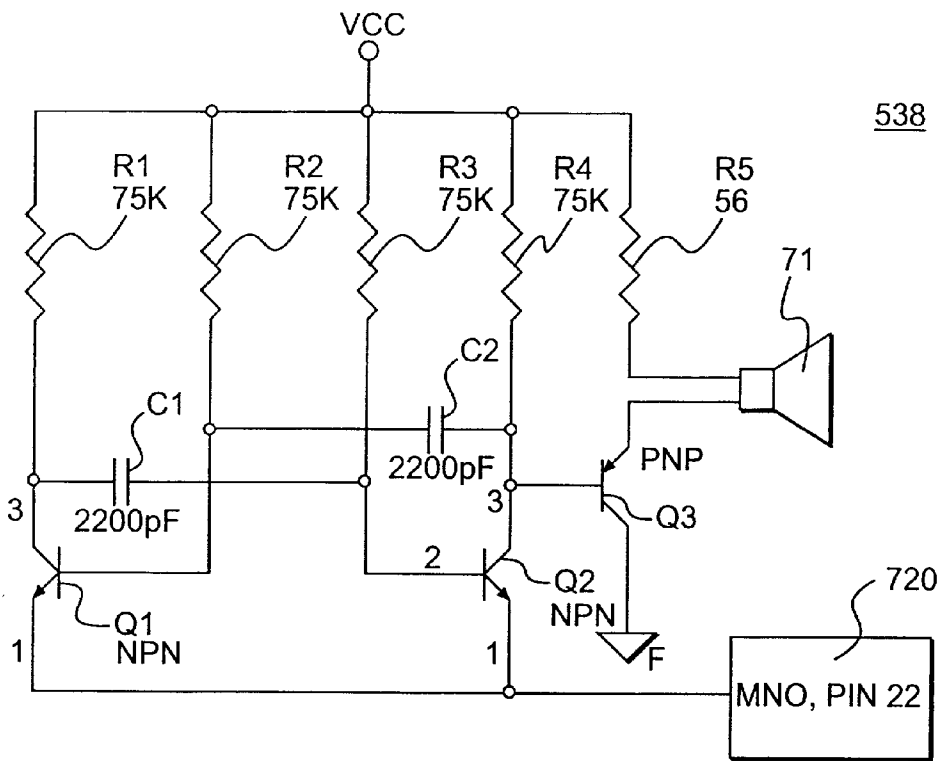 VCC
538
R1
75K
R2
75K
R3
75K
R4
75K
R5
56
71
C2
C1
2200pF
PNP
3
2200pF
3
Q3
2
Q2
NPN
720
1
Q1
NPN
1
F
MNO, PIN 22